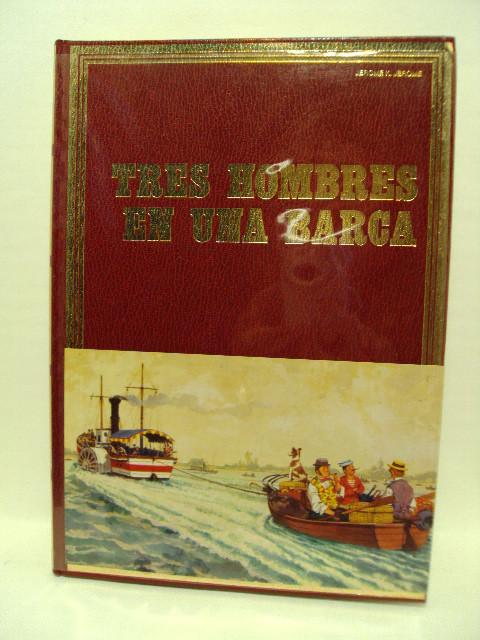 JEROME K. JEROME
TRES HOMBRES
EN UNA BARCA